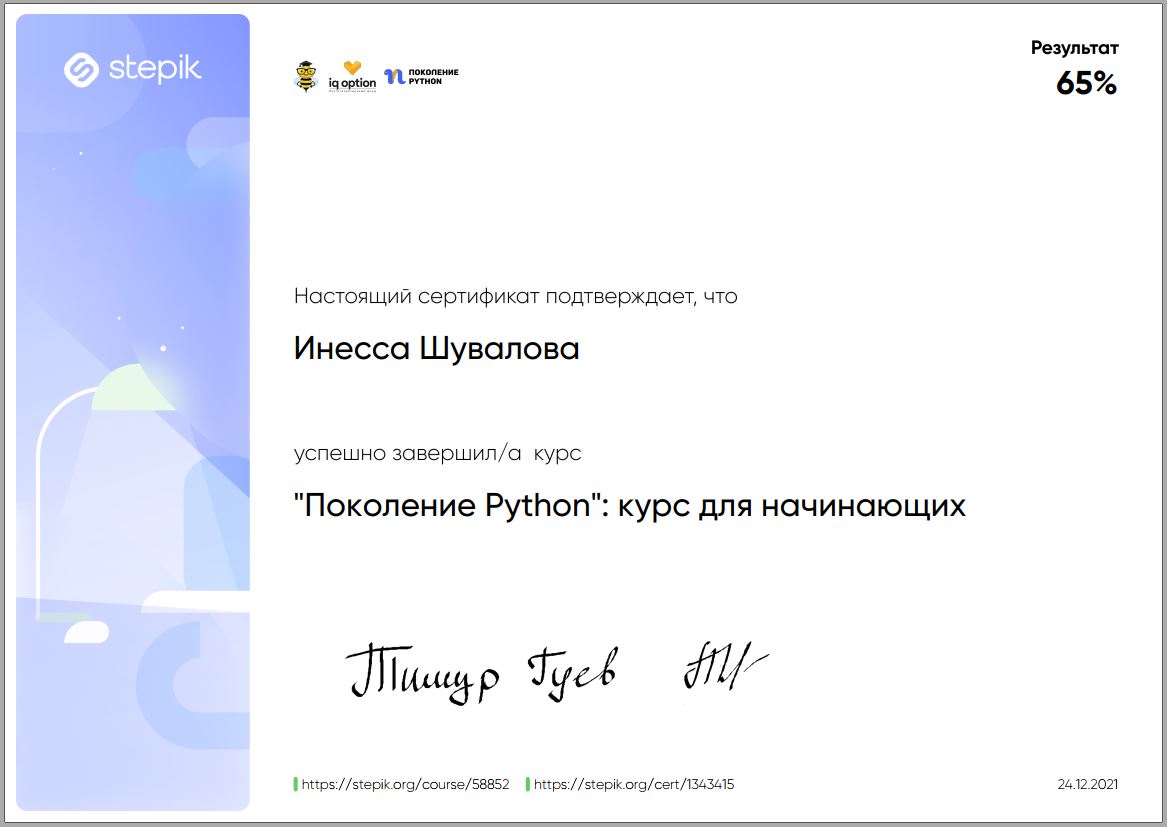 stepik
iq option
ПОКОЛЕНИЕ
PYTHON
Результат
65%
Настоящий сертификат подтверждает, что
Инесса Шувалова
успешно завершил/а курс
"Поколение Python": курс для начинающих
Тимур Гуев
https://stepik.org/course/58852
https://stepik.org/cert/1343415
24.12.2021